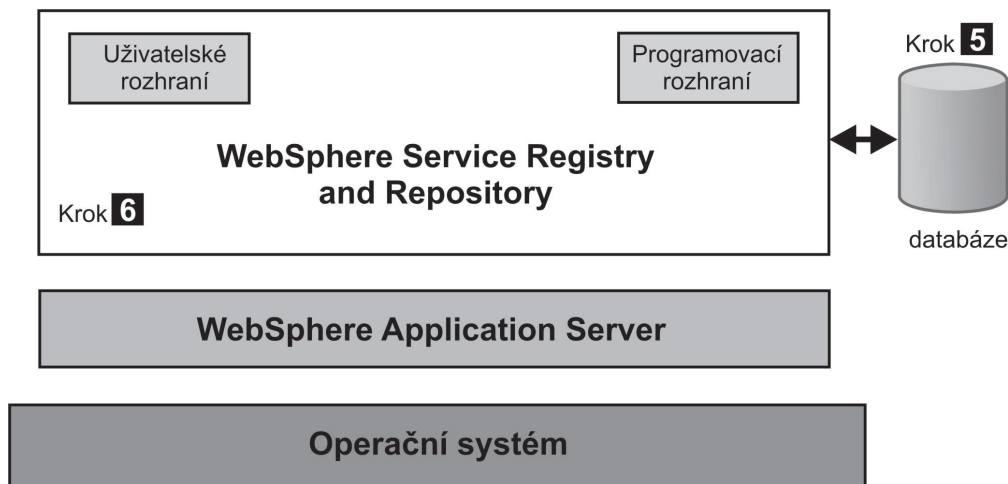 Uživatelské
rozhraní
Programovací
rozhraní
Krok 5
WebSphere Service Registry
and Repository
Krok 6
databáze
WebSphere Application Server
Operační systém